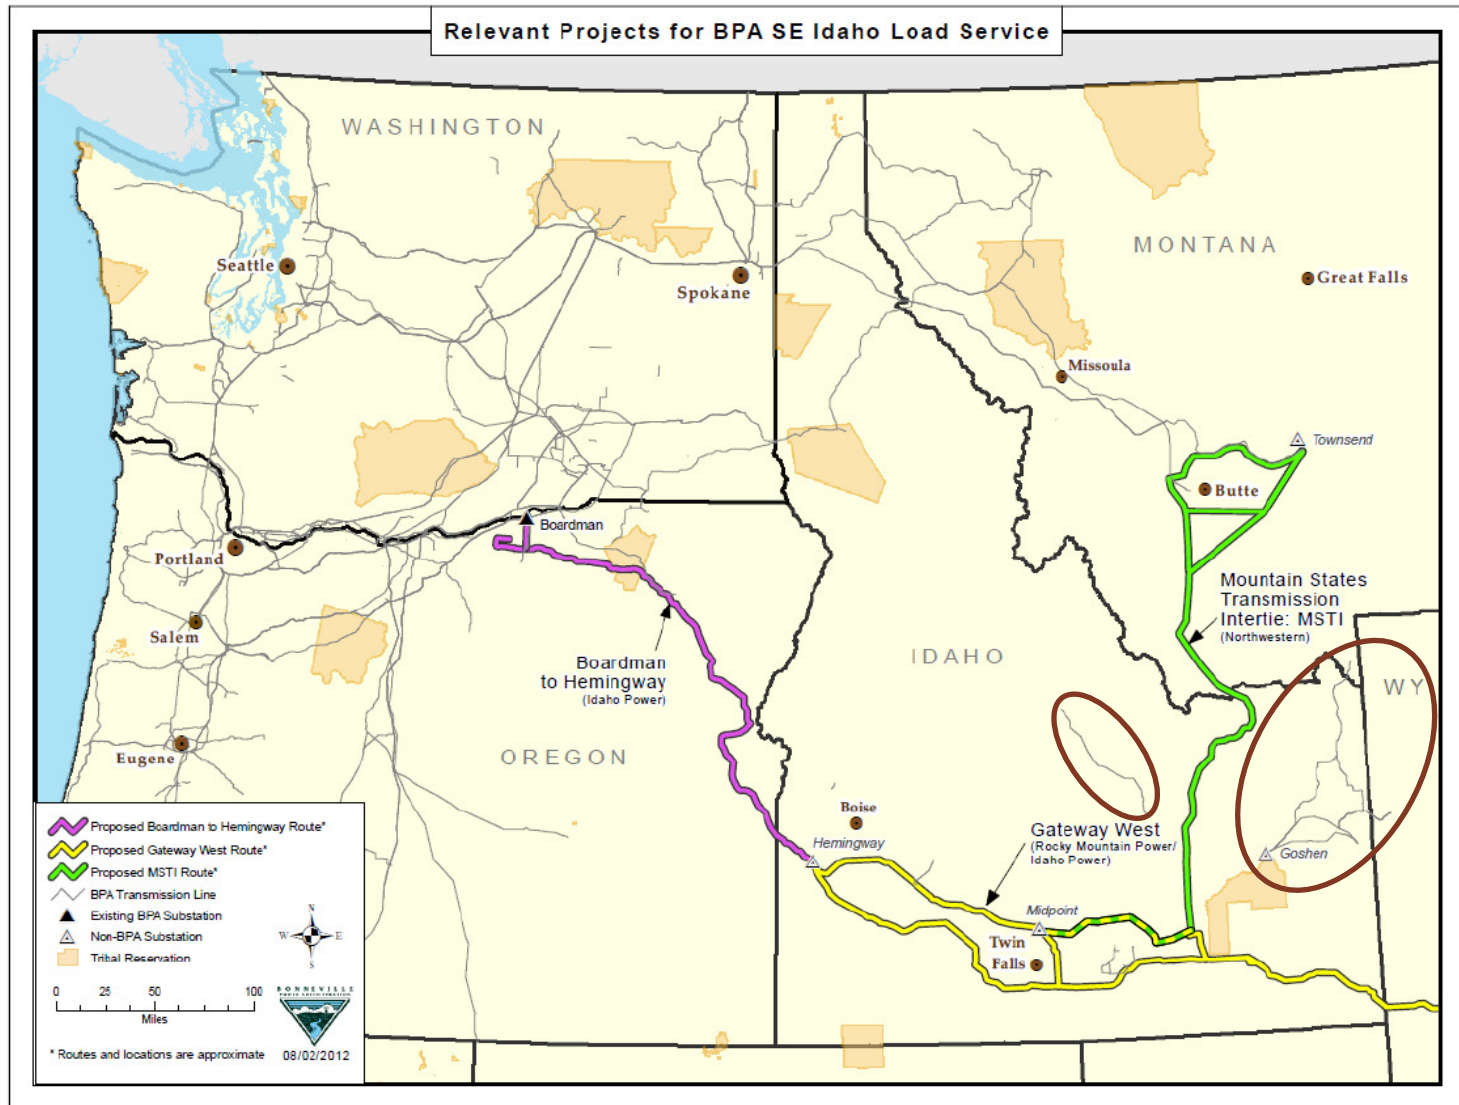 Relevant Projects for BPA SE Idaho Load Service
WASHINGTON
MONTANA
Seattle
Spokane
Great Falls
Missoula
Townsend
Butte
Boardman
Portland
Mountain States
Transmission
Intertie: MSTI
(Northwestern)
Salem
Boardman
to Hemingway
(Idaho Power)
IDAHO
WY
OREGON
Eugene
Boise
Hemingway
Gateway West
(Rocky Mountain Power/
Idaho Power)
Goshen
Midpoint
Twin
Falls
Proposed Boardman to Hemingway Route*
Proposed Gateway West Route*
Proposed MSTI Route*
BPA Transmission Line
Existing BPA Substation
Non-BPA Substation
Tribal Reservation
N
W E
S
0 25 50 100
Miles
BONNEVILLE
POWER ADMINISTRATION
* Routes and locations are approximate
08/02/2012